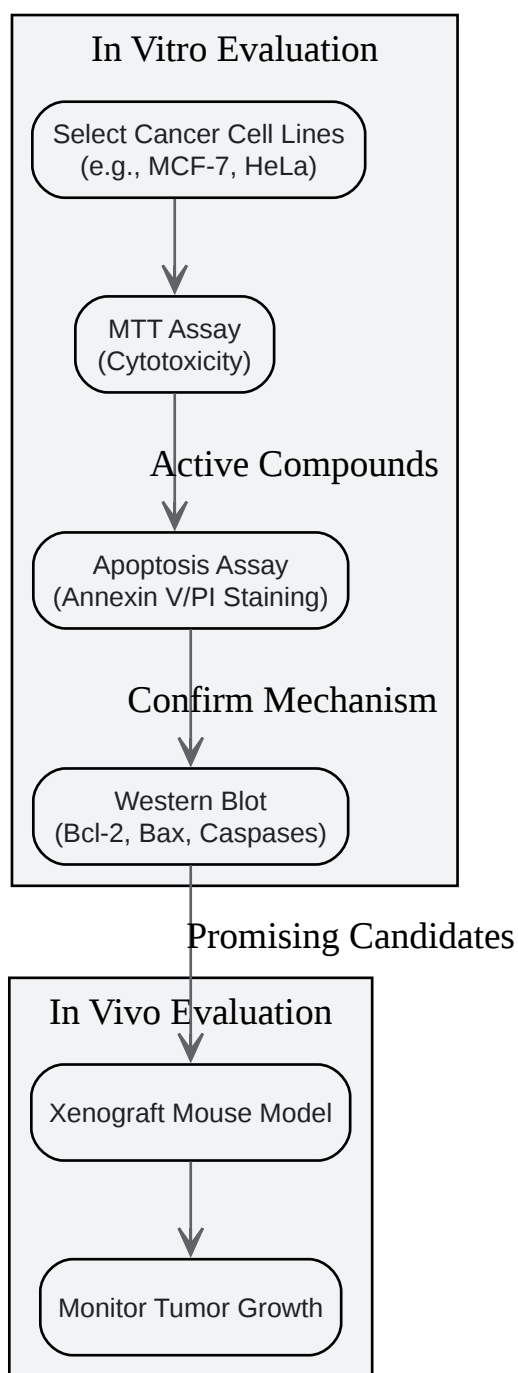 In Vitro Evaluation
Select Cancer Cell Lines
(e.g., MCF-7, HeLa)
MTT Assay
(Cytotoxicity)
Active Compounds
Apoptosis Assay
(Annexin V/PI Staining)
Confirm Mechanism
Western Blot
(Bcl-2, Bax, Caspases)
Promising Candidates
In Vivo Evaluation
Xenograft Mouse Model
Monitor Tumor Growth